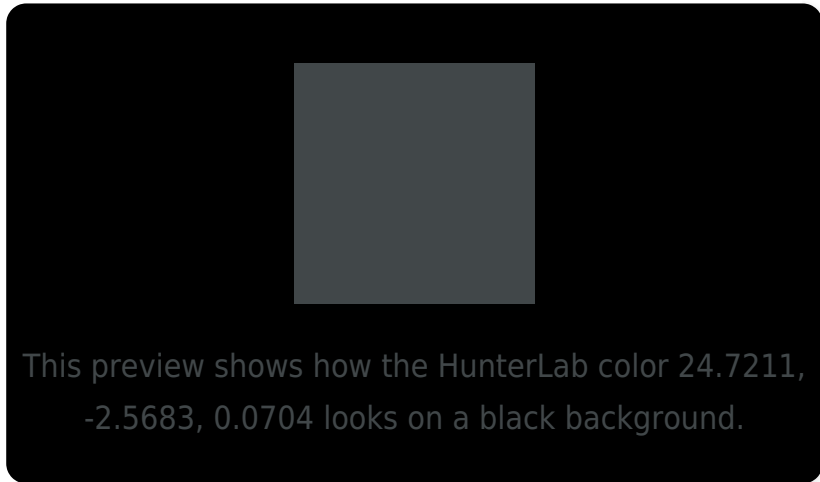 This preview shows how the HunterLab color 24.7211,
-2.5683, 0.0704 looks on a black background.